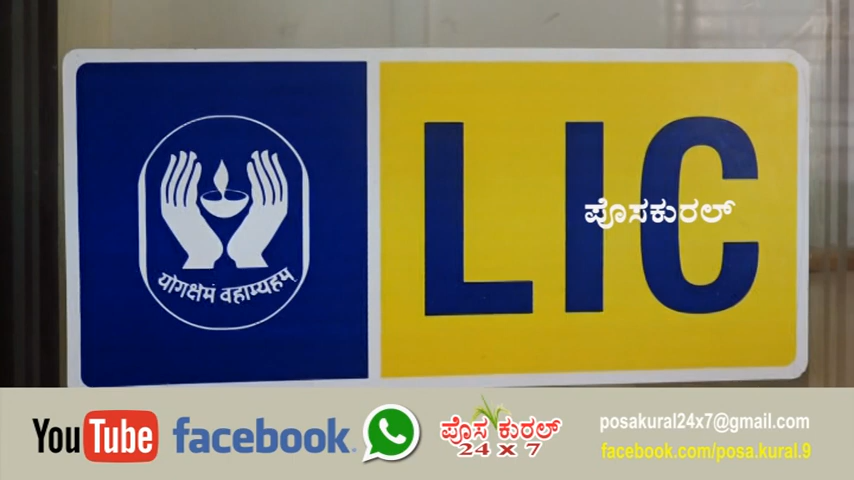 LIC
ಪೊಸಕುರಲ್
योगक्षेमं वहाम्यहम्
YouTube facebook ಪೊಸ ಕುರಲ್
24 x 7
posakural24x7@gmail.com
facebook.com/posa.kural.9